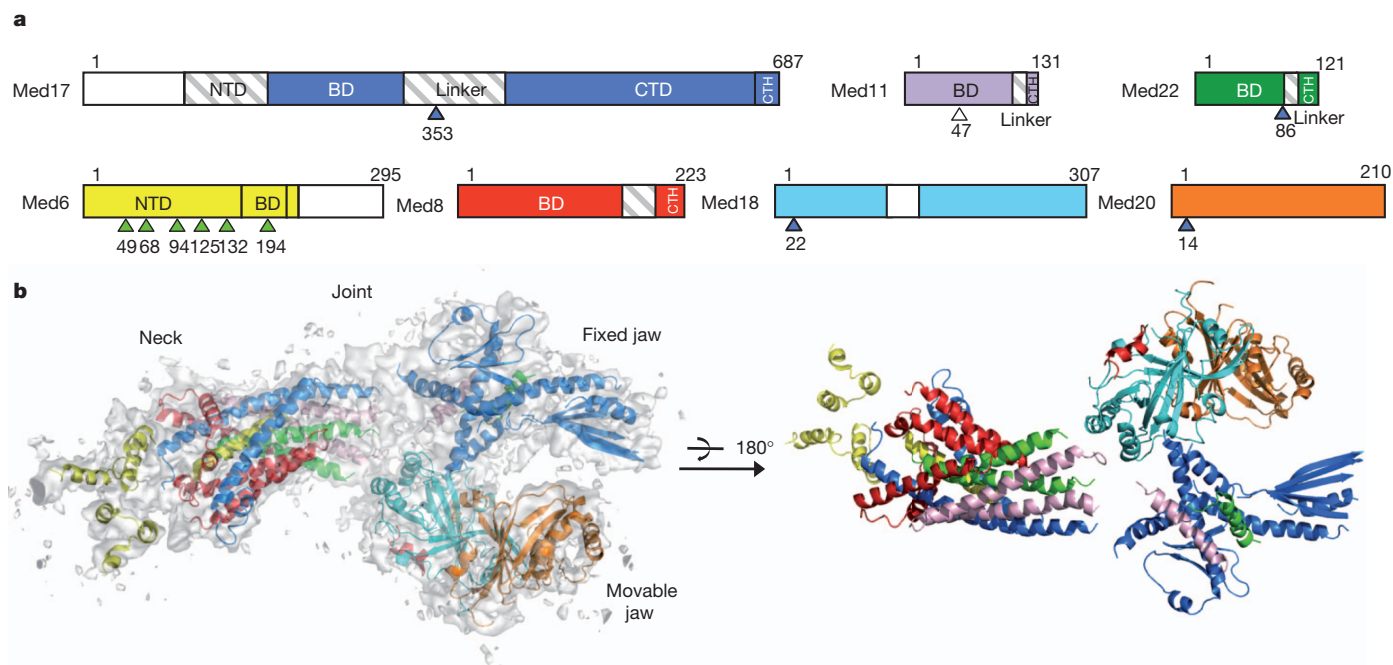 a
1 687 1 131 1 121
Med17 NTD BD Linker CTD CTH Med11 BD CTH Med22 BD CTH
353 47 Linker 86 Linker
1 295 1 223 1 307 1 210
Med6 NTD BD Med8 BD CTH Med18 Med20
49 68 94 125 132 194 22 14
b
Joint
Neck Fixed jaw
180°
Movable
jaw